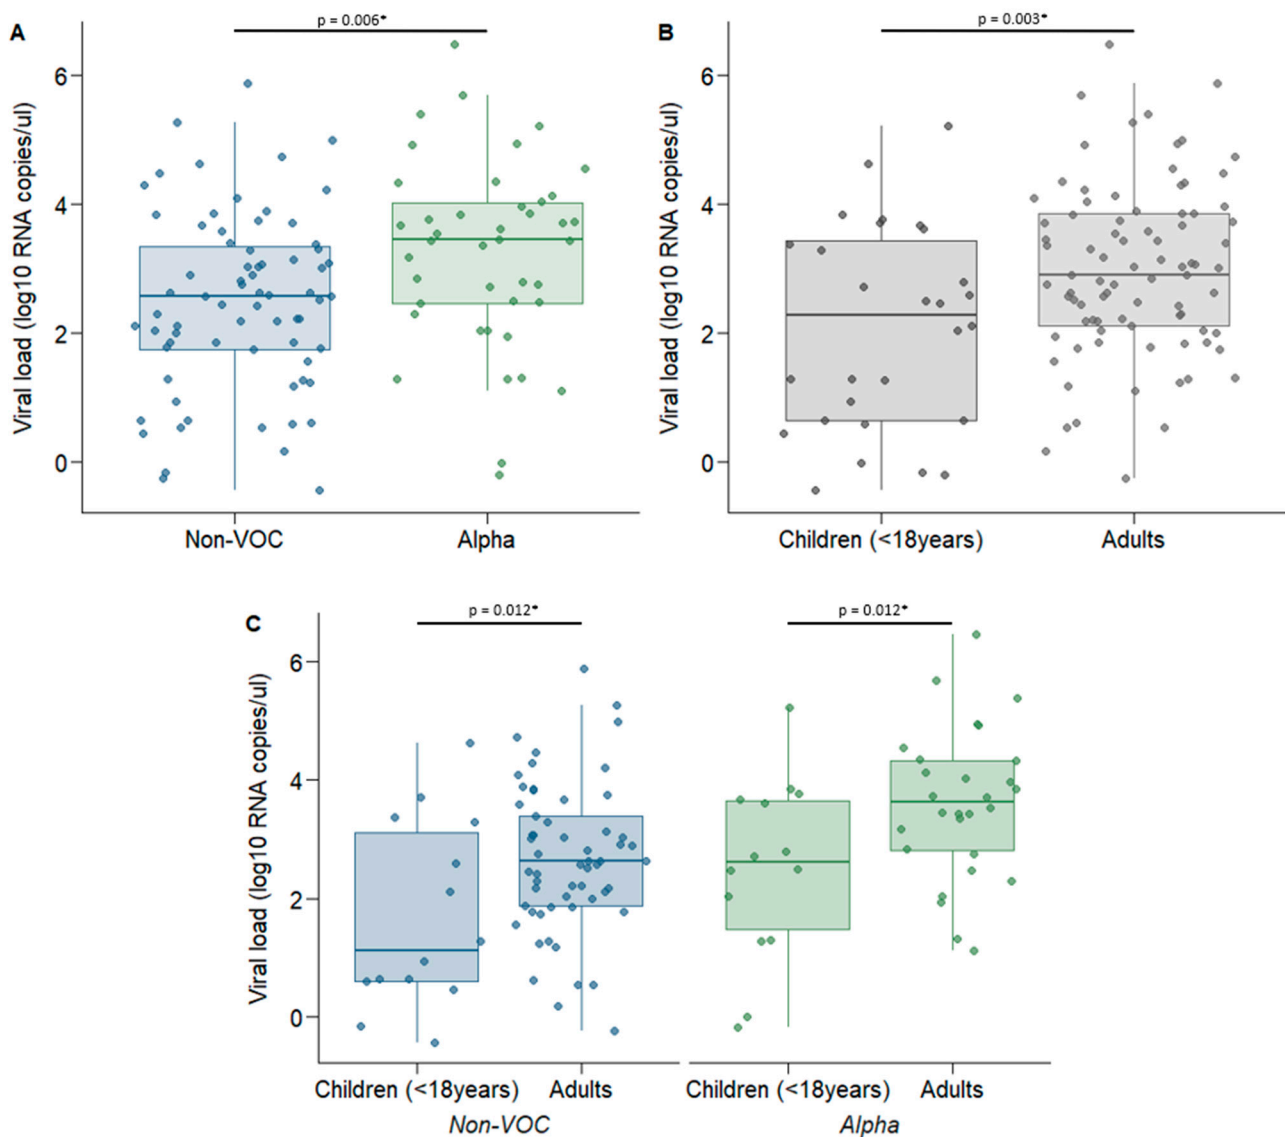 A
p = 0.006*
Viral load (log10 RNA copies/ul)
6
4
2
0
Non-VOC
Alpha
B
p = 0.003*
Viral load (log10 RNA copies/ul)
6
4
2
0
Children (<18years)
Adults
C
p = 0.012*
p = 0.012*
Viral load (log10 RNA copies/ul)
6
4
2
0
Children (<18years)
Adults
Children (<18years)
Adults
Non-VOC
Alpha